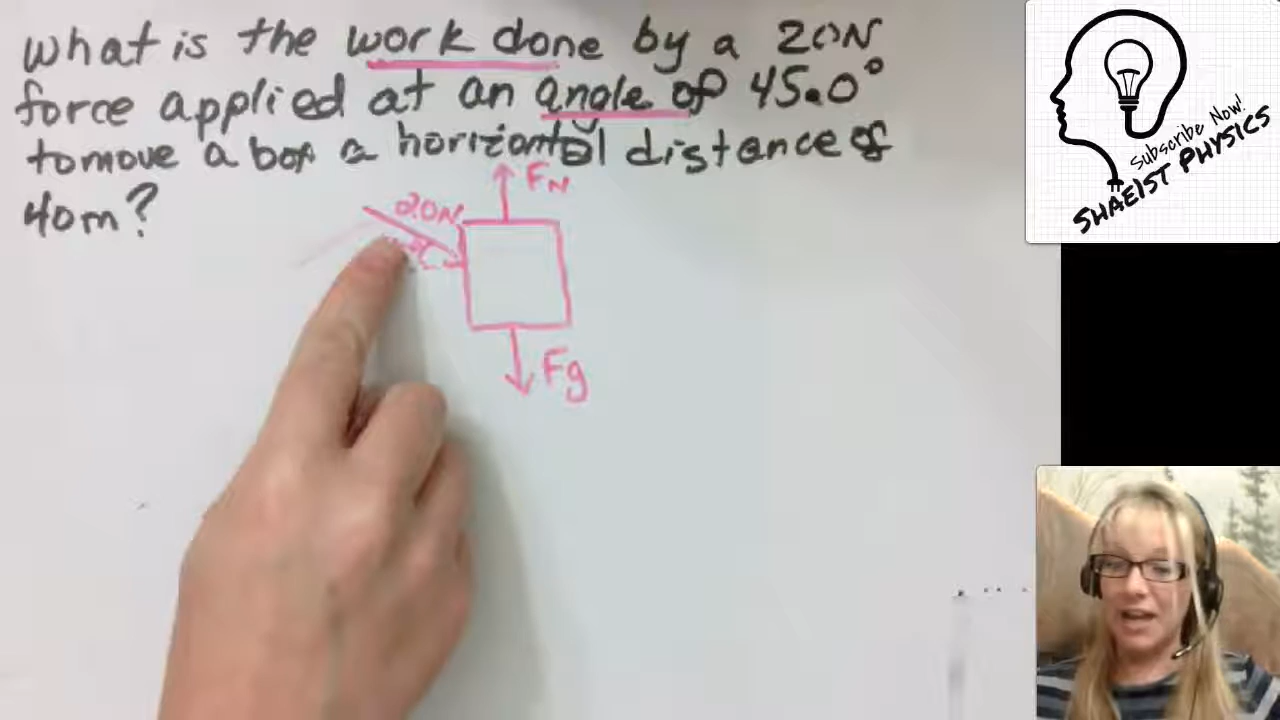 What is the work done by a 20N
force applied at an angle of 45.0°
to move a box a horizontal distance of
40m?
FN
20N
Fg
Subscribe Now!
SHAEIST PHYSICS